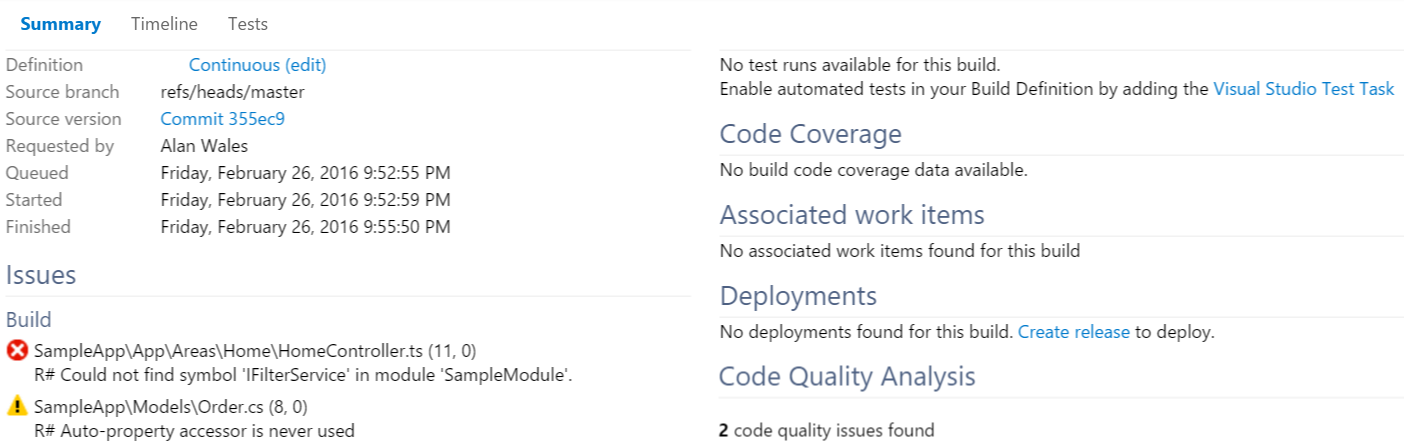 Summary Timeline Tests
Definition Continuous (edit)
Source branch refs/heads/master
Source version Commit 355ec9
Requested by Alan Wales
Queued Friday, February 26, 2016 9:52:55 PM
Started Friday, February 26, 2016 9:52:59 PM
Finished Friday, February 26, 2016 9:55:50 PM
Issues
Build
SampleApp\App\Areas\Home\HomeController.ts (11, 0)
R# Could not find symbol 'IFilterService' in module 'SampleModule'.
SampleApp\Models\Order.cs (8, 0)
R# Auto-property accessor is never used
No test runs available for this build.
Enable automated tests in your Build Definition by adding the Visual Studio Test Task
Code Coverage
No build code coverage data available.
Associated work items
No associated work items found for this build
Deployments
No deployments found for this build. Create release to deploy.
Code Quality Analysis
2 code quality issues found